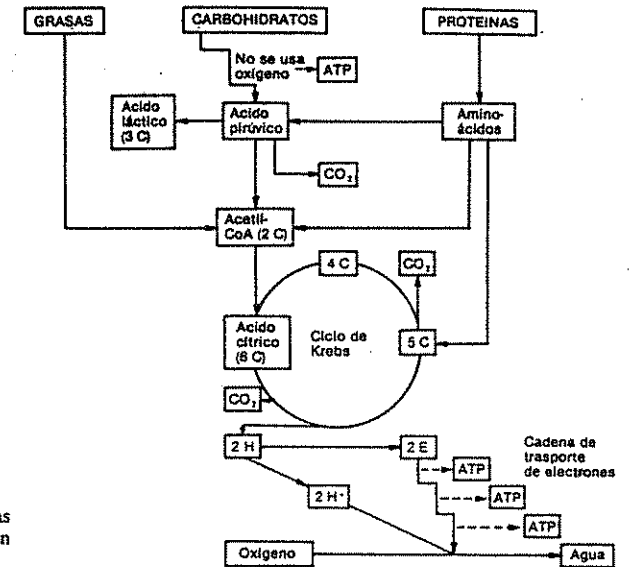 GRASAS
CARBOHIDRATOS
PROTEINAS
No se usa
oxígeno
ATP
Acido
láctico
(3 C)
Acido
pirúvico
Amino-
ácidos
CO₂
Acetil-
CoA (2 C)
4 C
CO₂
Acido
cítrico
(6 C)
Ciclo de
Krebs
5 C
CO₂
2 H
2 E
Cadena de
trasporte
de electrones
ATP
2 H⁺
ATP
ATP
Oxígeno
Agua
as
n